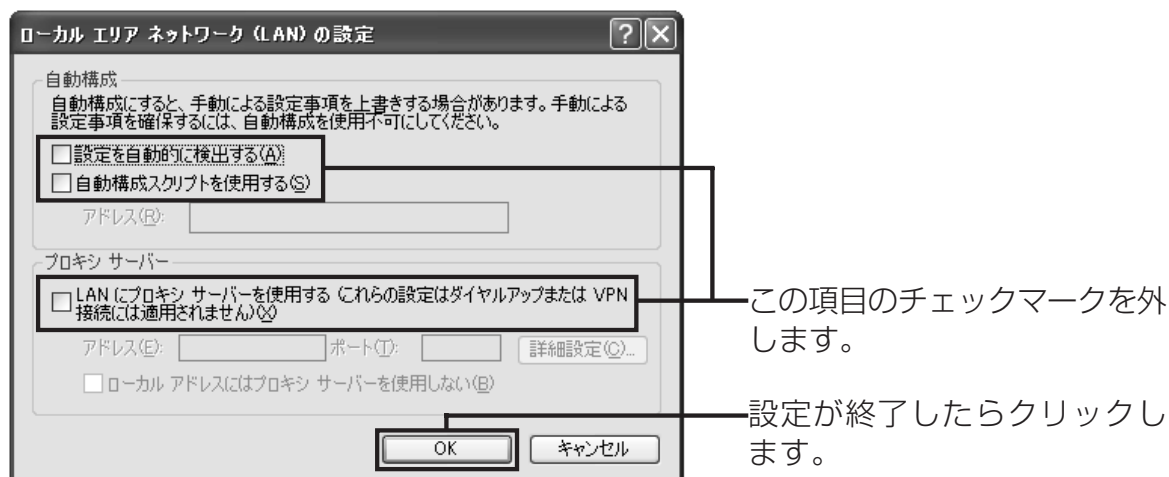 ローカル エリア ネットワーク (LAN) の設定
自動構成
自動構成にすると、手動による設定事項を上書きする場合があります。手動による
設定事項を確保するには、自動構成を使用不可にしてください。
設定を自動的に検出する(A)
自動構成スクリプトを使用する(S)
アドレス(R):
プロキシ サーバー
LAN にプロキシ サーバーを使用する (これらの設定はダイヤルアップまたは VPN
接続には適用されません)(X)
アドレス(E):
ポート(T):
詳細設定(C)...
ローカル アドレスにはプロキシ サーバーを使用しない(B)
OK
キャンセル
この項目のチェックマークを外
します。
設定が終了したらクリックし
ます。